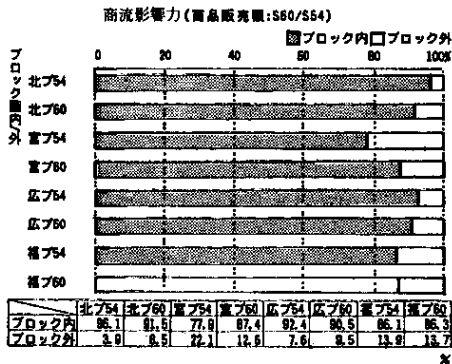 商流影響力(商品販売額:S60/S54)
ブロック内 ブロック外
ブロック圏内/外
0 20 40 60 80 100%
北ブ54
北ブ60
宮ブ54
宮ブ60
広ブ54
広ブ60
福ブ54
福ブ60
北ブ54 北ブ60 宮ブ54 宮ブ60 広ブ54 広ブ60 福ブ54 福ブ60
ブロック内 96.1 91.5 77.9 87.4 92.4 90.5 86.1 86.3
ブロック外 3.9 8.5 22.1 12.6 7.6 9.5 13.9 13.7
%